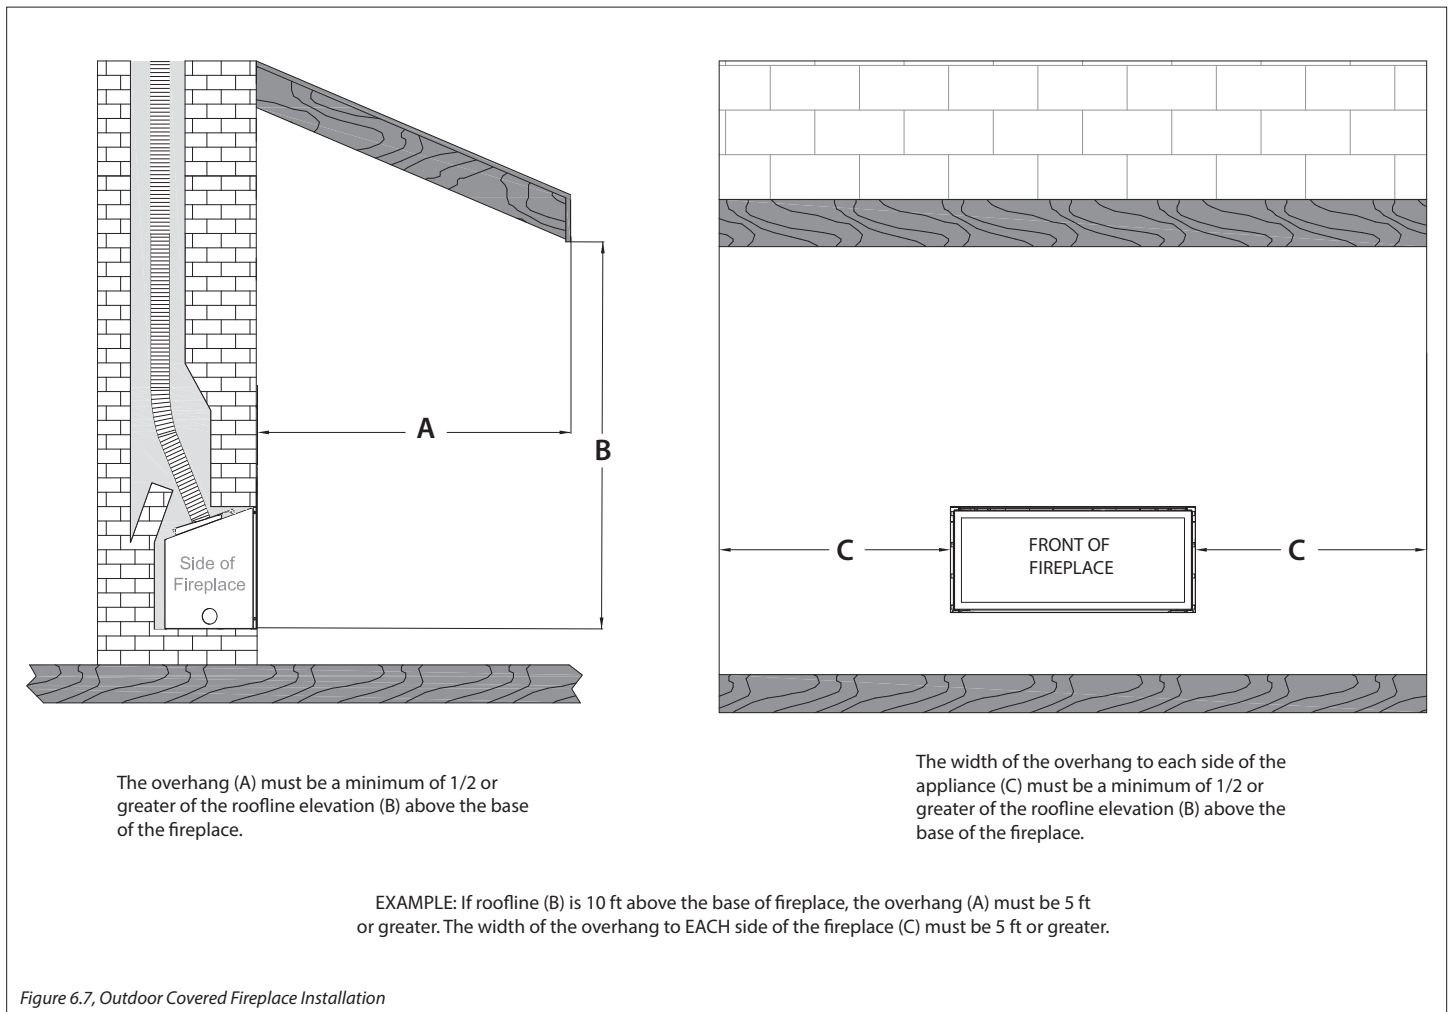 A
B
Side of
Fireplace
C
FRONT OF
FIREPLACE
C
The overhang (A) must be a minimum of 1/2 or
greater of the roofline elevation (B) above the base
of the fireplace.
The width of the overhang to each side of the
appliance (C) must be a minimum of 1/2 or
greater of the roofline elevation (B) above the
base of the fireplace.
EXAMPLE: If roofline (B) is 10 ft above the base of fireplace, the overhang (A) must be 5 ft
or greater. The width of the overhang to EACH side of the fireplace (C) must be 5 ft or greater.
Figure 6.7, Outdoor Covered Fireplace Installation